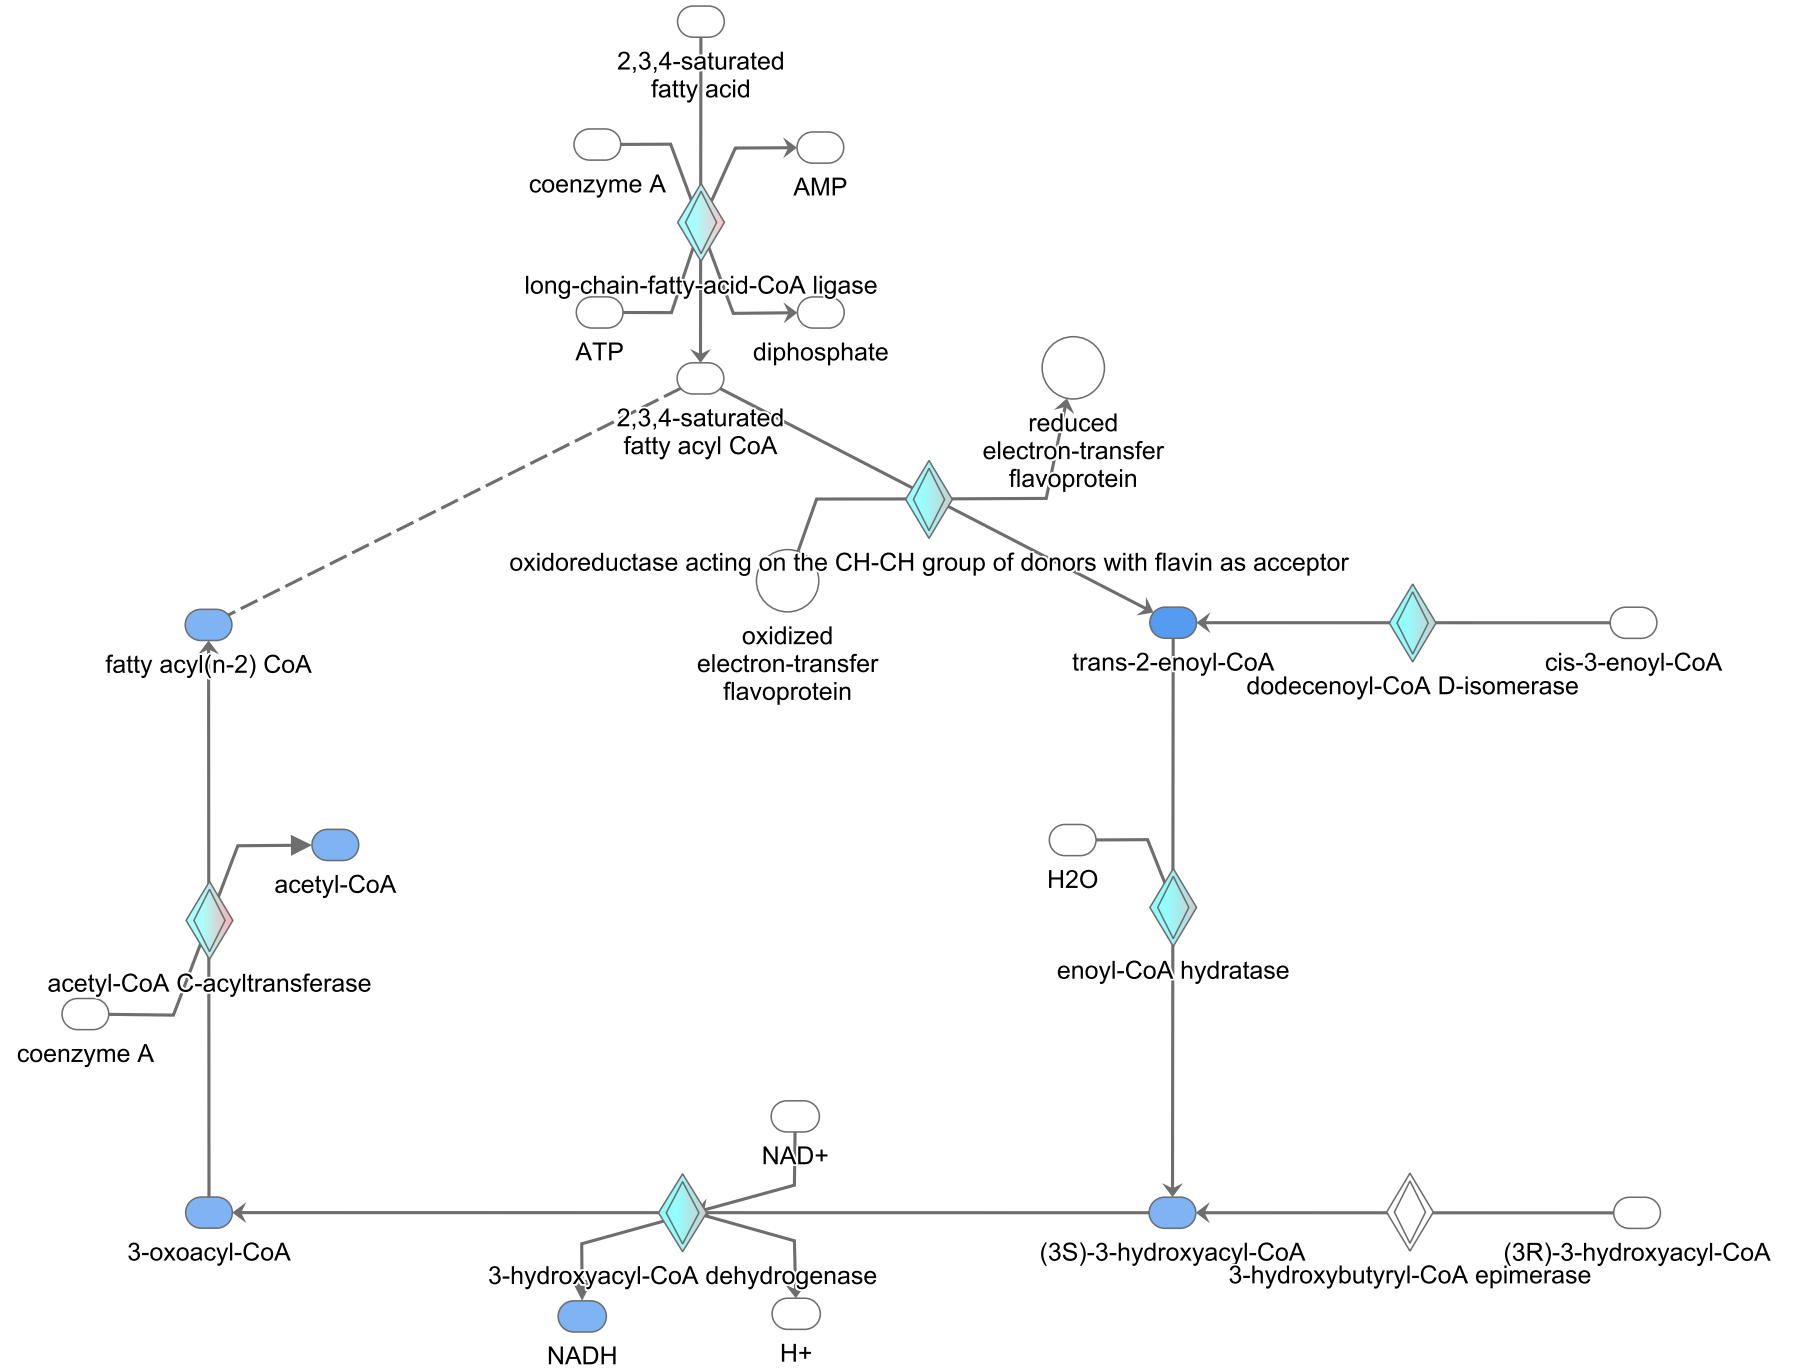 2,3,4-saturated
fatty acid
coenzyme A
AMP
long-chain-fatty-acid-CoA ligase
ATP
diphosphate
2,3,4-saturated
fatty acyl CoA
reduced
electron-transfer
flavoprotein
oxidoreductase acting on the CH-CH group of donors with flavin as acceptor
oxidized
electron-transfer
flavoprotein
fatty acyl(n-2) CoA
trans-2-enoyl-CoA
cis-3-enoyl-CoA
dodecenoyl-CoA D-isomerase
acetyl-CoA
H2O
enoyl-CoA hydratase
acetyl-CoA C-acyltransferase
coenzyme A
NAD+
3-oxoacyl-CoA
(3S)-3-hydroxyacyl-CoA
(3R)-3-hydroxyacyl-CoA
3-hydroxyacyl-CoA dehydrogenase
3-hydroxybutyryl-CoA epimerase
NADH
H+